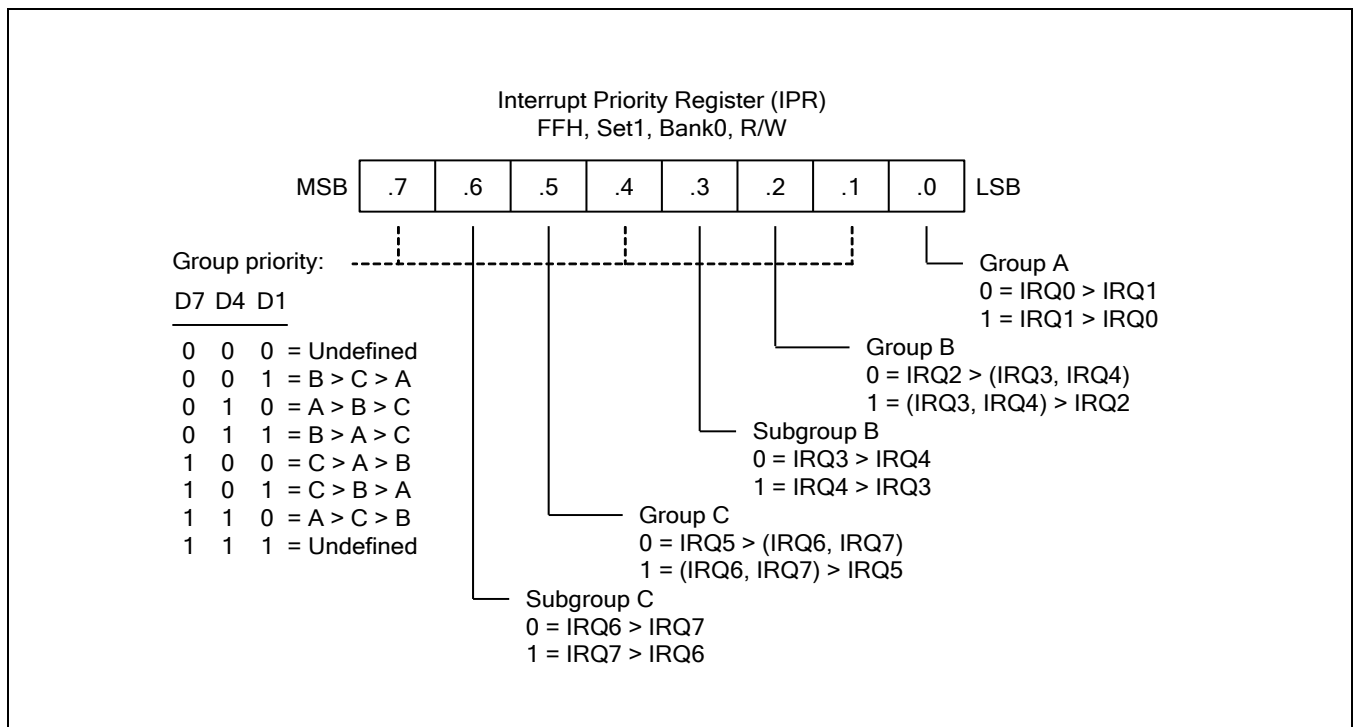 Interrupt Priority Register (IPR)
FFH, Set1, Bank0, R/W
MSB .7 .6 .5 .4 .3 .2 .1 .0 LSB
Group priority:
D7 D4 D1
0 0 0 = Undefined
0 0 1 = B > C > A
0 1 0 = A > B > C
0 1 1 = B > A > C
1 0 0 = C > A > B
1 0 1 = C > B > A
1 1 0 = A > C > B
1 1 1 = Undefined
Group A
0 = IRQ0 > IRQ1
1 = IRQ1 > IRQ0
Group B
0 = IRQ2 > (IRQ3, IRQ4)
1 = (IRQ3, IRQ4) > IRQ2
Subgroup B
0 = IRQ3 > IRQ4
1 = IRQ4 > IRQ3
Group C
0 = IRQ5 > (IRQ6, IRQ7)
1 = (IRQ6, IRQ7) > IRQ5
Subgroup C
0 = IRQ6 > IRQ7
1 = IRQ7 > IRQ6